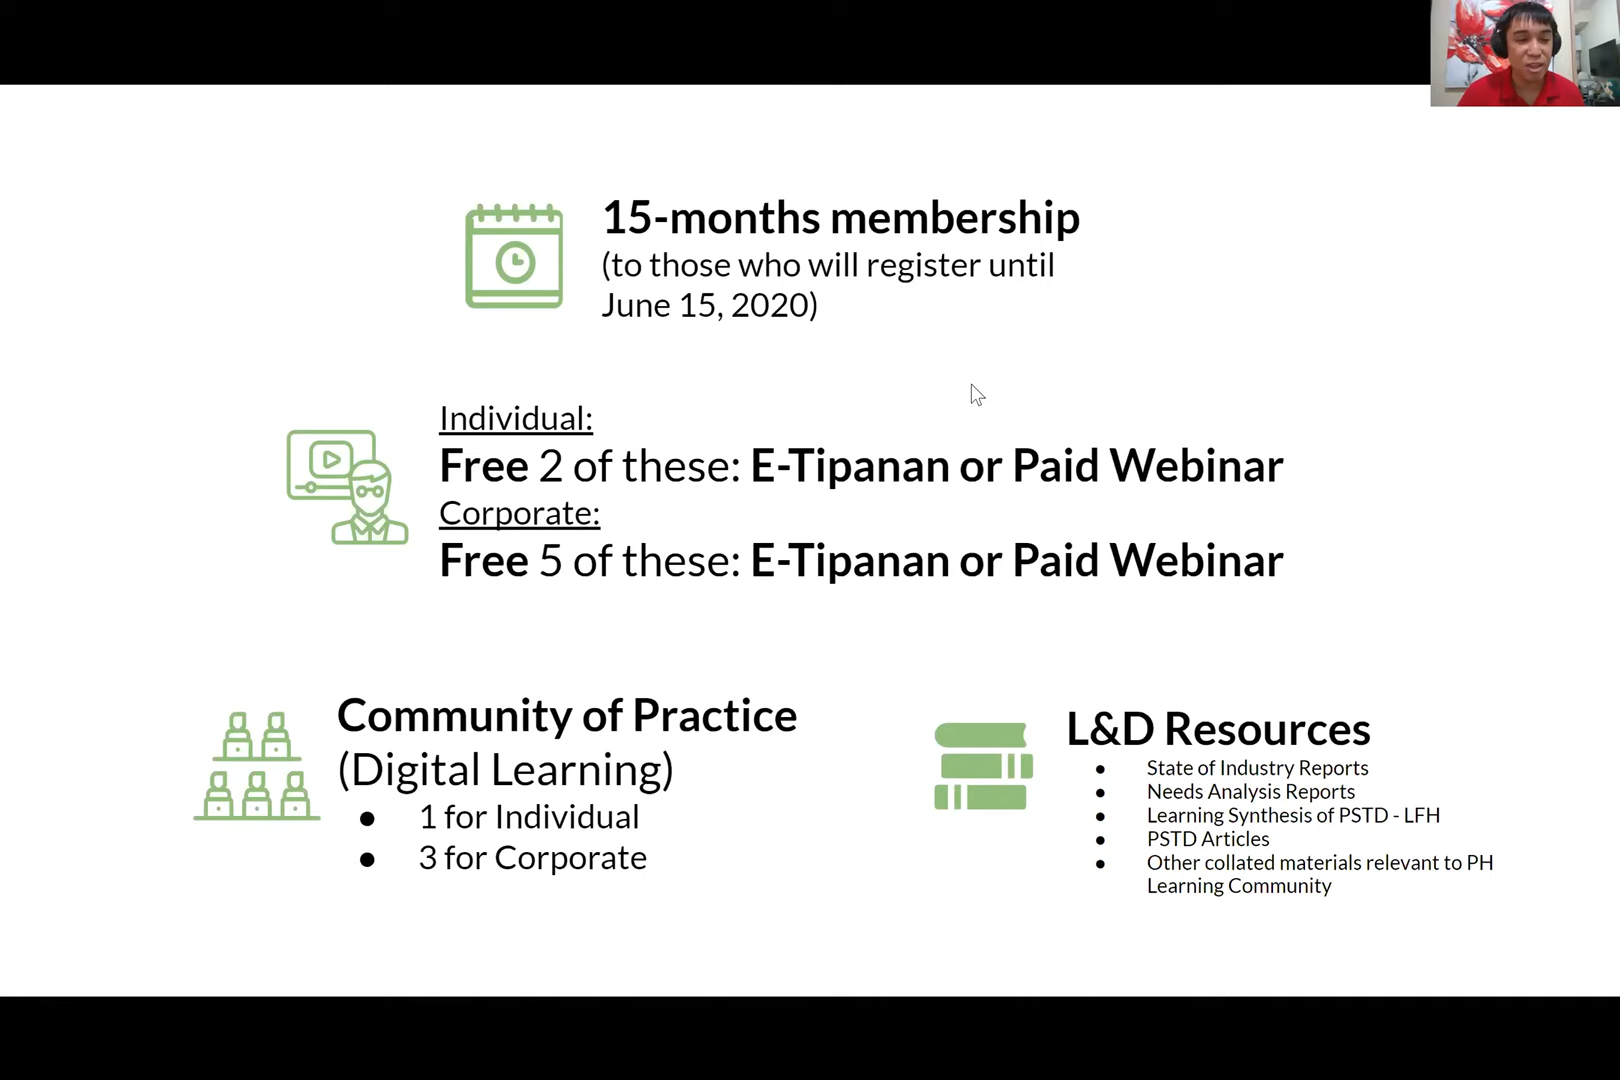 15-months membership
(to those who will register until
June 15, 2020)
Individual:
Free 2 of these: E-Tipanan or Paid Webinar
Corporate:
Free 5 of these: E-Tipanan or Paid Webinar
Community of Practice
(Digital Learning)
● 1 for Individual
● 3 for Corporate
L&D Resources
● State of Industry Reports
● Needs Analysis Reports
● Learning Synthesis of PSTD - LFH
● PSTD Articles
● Other collated materials relevant to PH
Learning Community